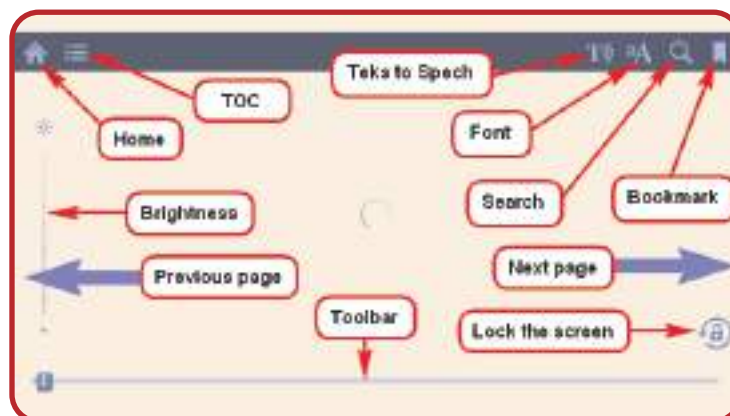 Teks to Spech
TOC
Font
Home
Search
Bookmark
Brightness
Next page
Previous page
Toolbar
Lock the screen